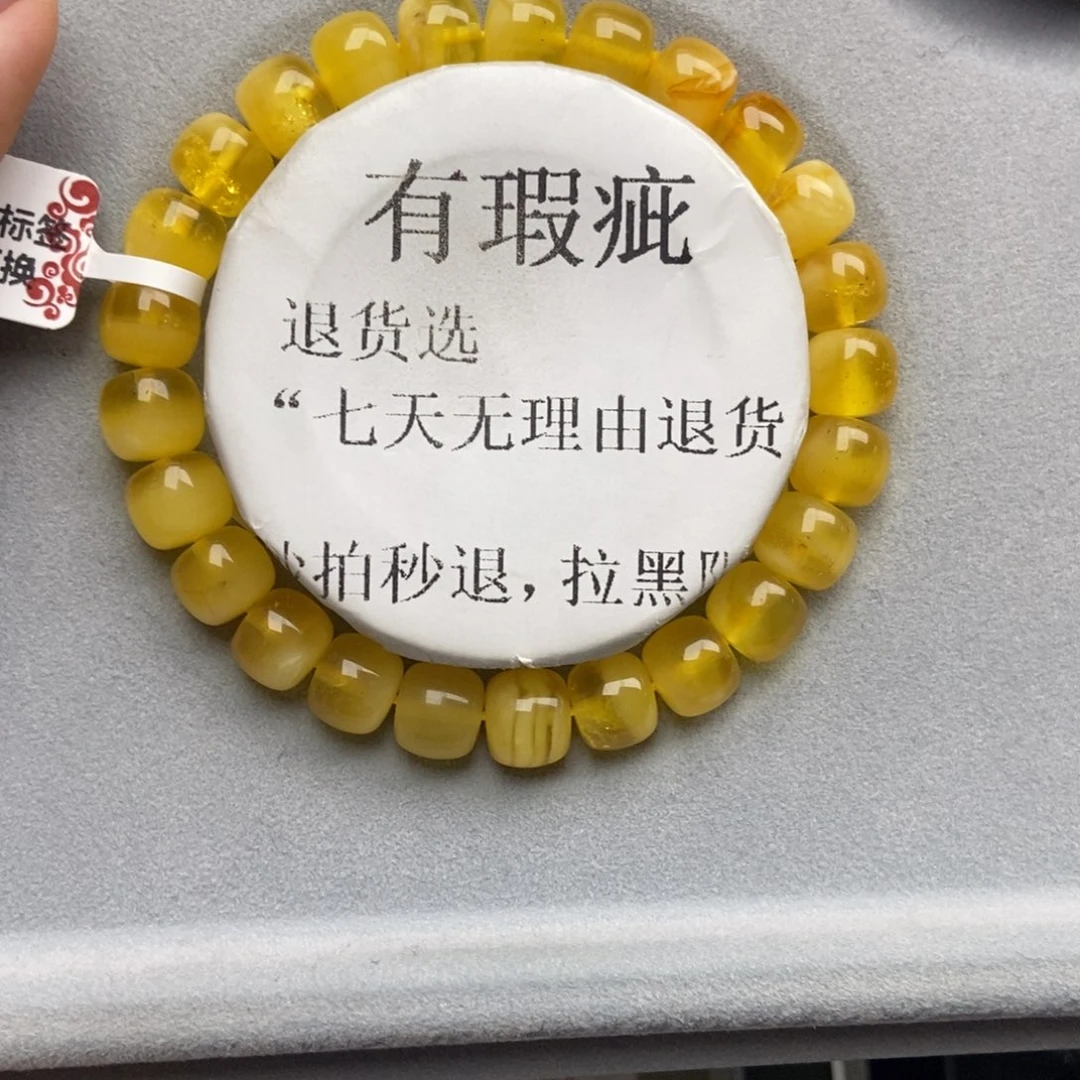 标签
换
有瑕疵
退货选
“七天无理由退货
拍秒退，拉黑